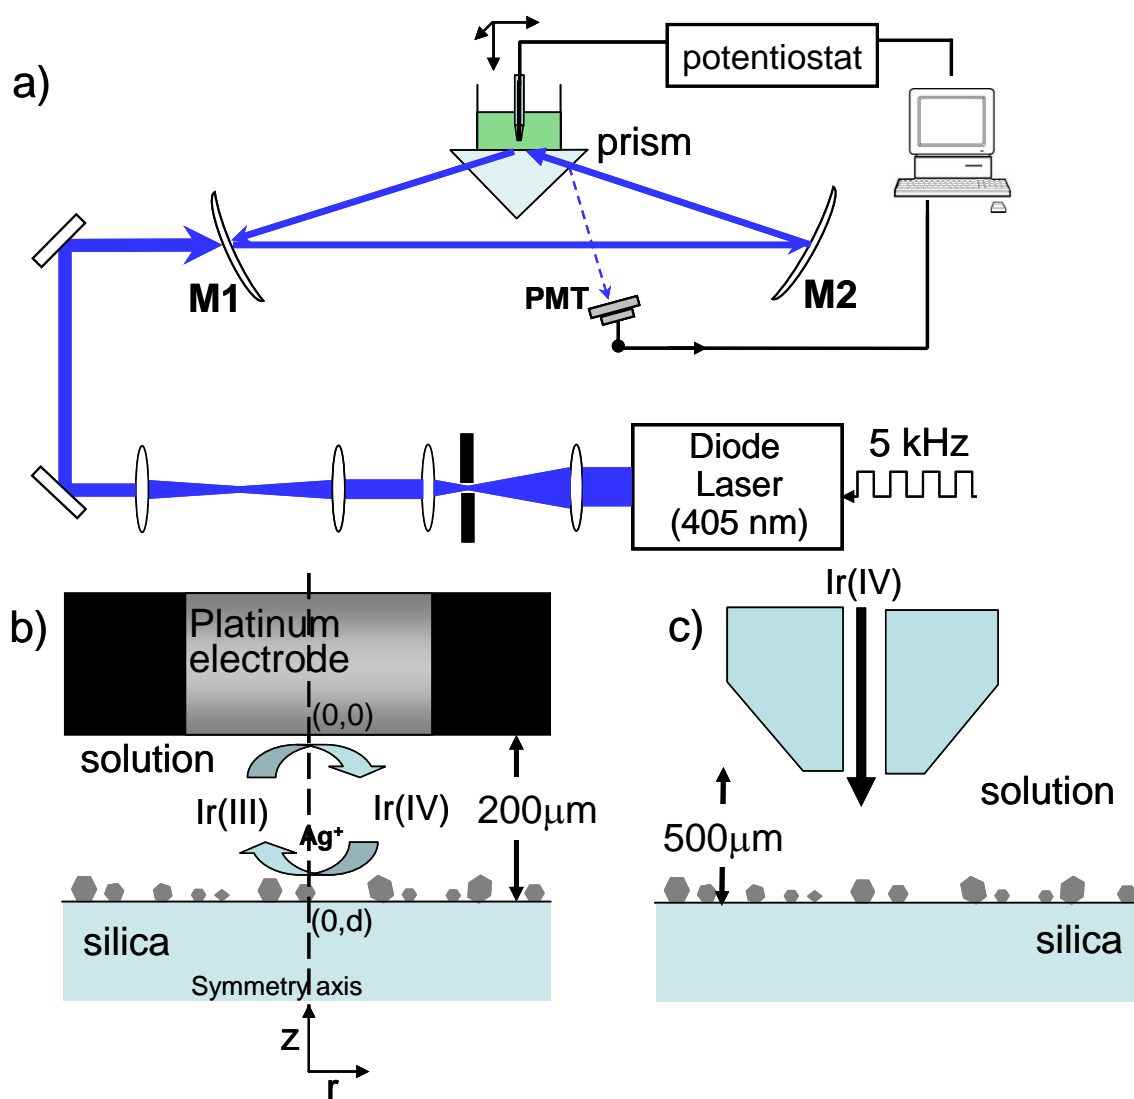 a)
potentiostat
prism
M1
M2
PMT
Diode
Laser
(405 nm)
5 kHz
b)
Platinum
electrode
(0,0)
solution
Ir(III)
Ir(IV)
Ag⁺
200μm
(0,d)
silica
Symmetry axis
z
r
c)
Ir(IV)
solution
500μm
silica